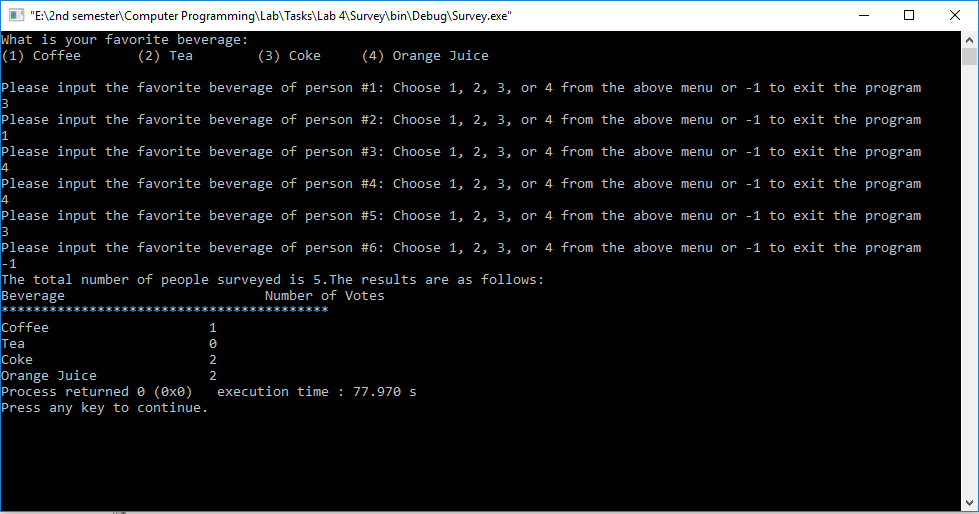 "E:\2nd semester\Computer Programming\Lab\Tasks\Lab 4\Survey\bin\Debug\Survey.exe"
What is your favorite beverage:
(1) Coffee       (2) Tea        (3) Coke     (4) Orange Juice
Please input the favorite beverage of person #1: Choose 1, 2, 3, or 4 from the above menu or -1 to exit the program
3
Please input the favorite beverage of person #2: Choose 1, 2, 3, or 4 from the above menu or -1 to exit the program
1
Please input the favorite beverage of person #3: Choose 1, 2, 3, or 4 from the above menu or -1 to exit the program
4
Please input the favorite beverage of person #4: Choose 1, 2, 3, or 4 from the above menu or -1 to exit the program
4
Please input the favorite beverage of person #5: Choose 1, 2, 3, or 4 from the above menu or -1 to exit the program
3
Please input the favorite beverage of person #6: Choose 1, 2, 3, or 4 from the above menu or -1 to exit the program
-1
The total number of people surveyed is 5.The results are as follows:
Beverage                         Number of Votes
*****************************************
Coffee                    1
Tea                       0
Coke                      2
Orange Juice              2
Process returned 0 (0x0)   execution time : 77.970 s
Press any key to continue.